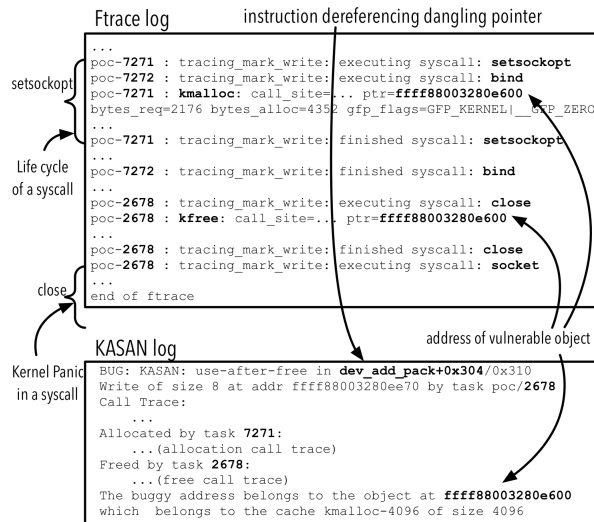 Ftrace log
instruction dereferencing dangling pointer
...
poc-7271 : tracing_mark_write: executing syscall: setsockopt
poc-7272 : tracing_mark_write: executing syscall: bind
poc-7271 : kmalloc: call_site=... ptr=ffff88003280e600
bytes_req=2176 bytes_alloc=4352 gfp_flags=GFP_KERNEL|__GFP_ZERO
...
poc-7271 : tracing_mark_write: finished syscall: setsockopt
...
poc-7272 : tracing_mark_write: finished syscall: bind
...
poc-2678 : tracing_mark_write: executing syscall: close
poc-2678 : kfree: call_site=... ptr=ffff88003280e600
...
poc-2678 : tracing_mark_write: finished syscall: close
poc-2678 : tracing_mark_write: executing syscall: socket
...
end of ftrace
setsockopt
Life cycle
of a syscall
close
Kernel Panic
in a syscall
address of vulnerable object
KASAN log
BUG: KASAN: use-after-free in dev_add_pack+0x304/0x310
Write of size 8 at addr ffff88003280ee70 by task poc/2678
Call Trace:
...
Allocated by task 7271:
...(allocation call trace)
Freed by task 2678:
...(free call trace)
The buggy address belongs to the object at ffff88003280e600
which belongs to the cache kmalloc-4096 of size 4096